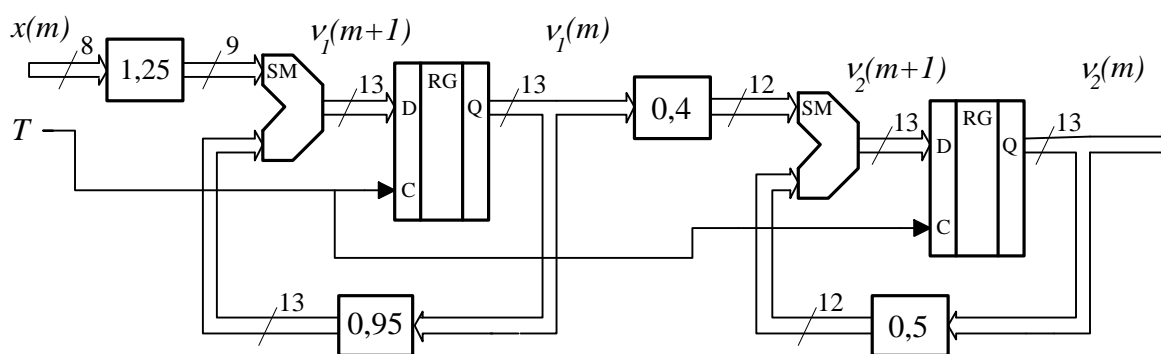 x(m)
8
1,25
9
SM
ν₁(m+1)
13
D
RG
Q
C
ν₁(m)
13
0,4
12
SM
ν₂(m+1)
13
D
RG
Q
C
ν₂(m)
13
T
13
0,95
12
0,5